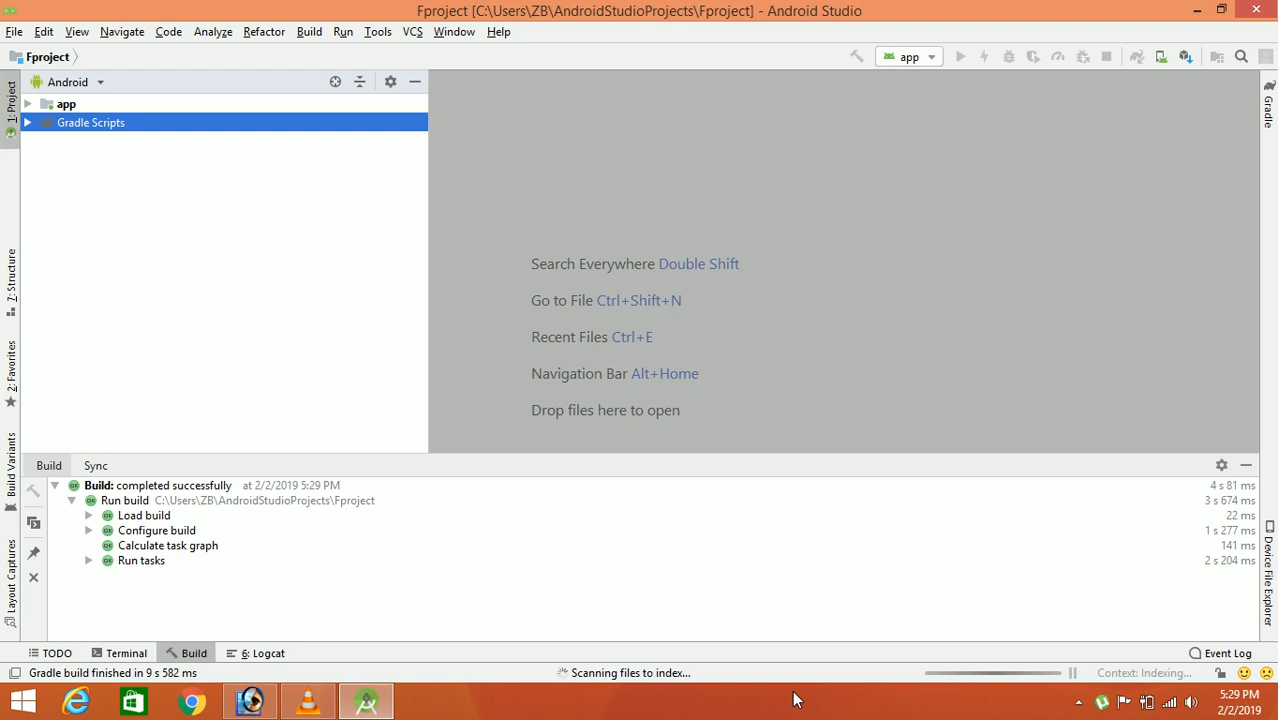 Fproject [C:\Users\ZB\AndroidStudioProjects\Fproject] - Android Studio
File Edit View Navigate Code Analyze Refactor Build Run Tools VCS Window Help
Fproject
app
Android
app
Gradle Scripts
1: Project
7: Structure
2: Favorites
Build Variants
Layout Captures
Gradle
Device File Explorer
Search Everywhere Double Shift
Go to File Ctrl+Shift+N
Recent Files Ctrl+E
Navigation Bar Alt+Home
Drop files here to open
Build Sync
Build: completed successfully at 2/2/2019 5:29 PM 4 s 81 ms
Run build C:\Users\ZB\AndroidStudioProjects\Fproject 3 s 674 ms
Load build 22 ms
Configure build 1 s 277 ms
Calculate task graph 141 ms
Run tasks 2 s 204 ms
TODO Terminal Build 6: Logcat Event Log
Gradle build finished in 9 s 582 ms Scanning files to index... Context: Indexing...
5:29 PM
2/2/2019